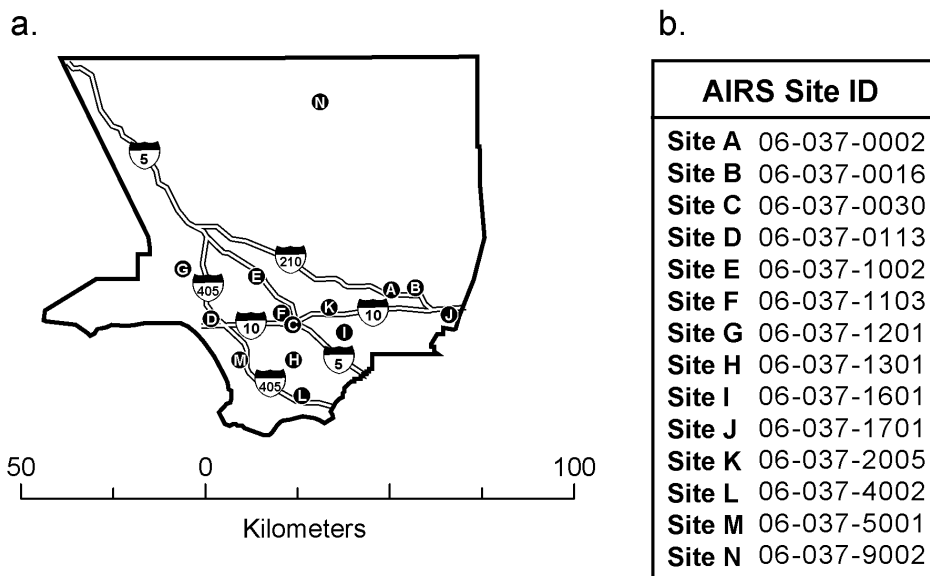 a.
b.
N
5
210
G
E
405
A
B
D
10
F
C
K
10
J
I
M
H
5
405
L
50 0 100
Kilometers
AIRS Site ID
Site A 06-037-0002
Site B 06-037-0016
Site C 06-037-0030
Site D 06-037-0113
Site E 06-037-1002
Site F 06-037-1103
Site G 06-037-1201
Site H 06-037-1301
Site I 06-037-1601
Site J 06-037-1701
Site K 06-037-2005
Site L 06-037-4002
Site M 06-037-5001
Site N 06-037-9002